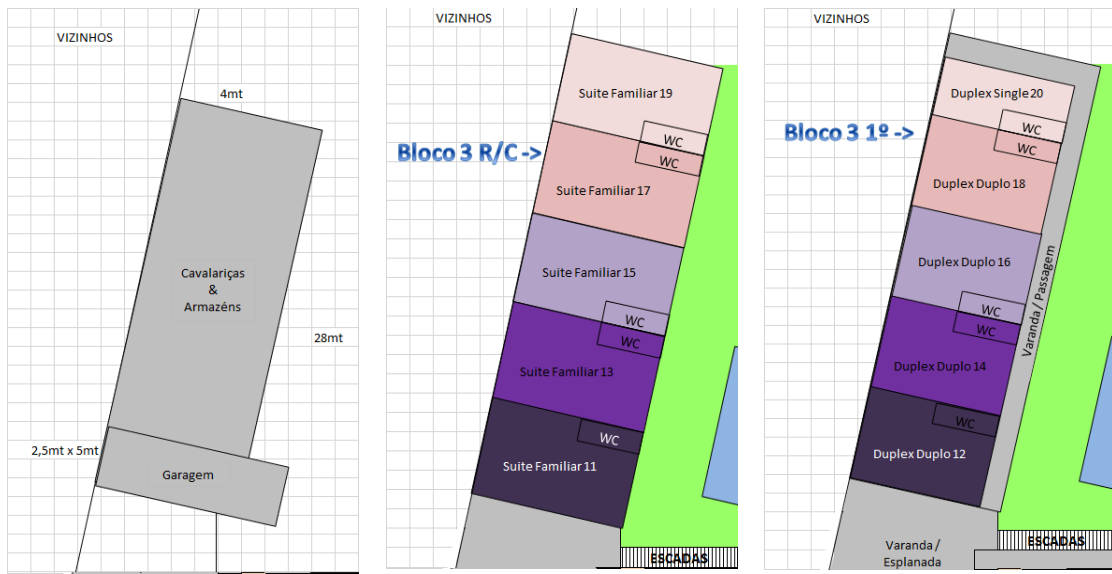 VIZINHOS
4mt
Cavalariças
&
Armazéns
28mt
2,5mt x 5mt
Garagem
VIZINHOS
Suite Familiar 19
WC
Bloco 3 R/C ->
WC
Suite Familiar 17
Suite Familiar 15
WC
WC
Suite Familiar 13
WC
Suite Familiar 11
ESCADAS
VIZINHOS
Duplex Single 20
WC
Bloco 3 1º ->
WC
Duplex Duplo 18
Duplex Duplo 16
Varanda / Passagem
WC
WC
Duplex Duplo 14
WC
Duplex Duplo 12
Varanda /
Esplanada
ESCADAS